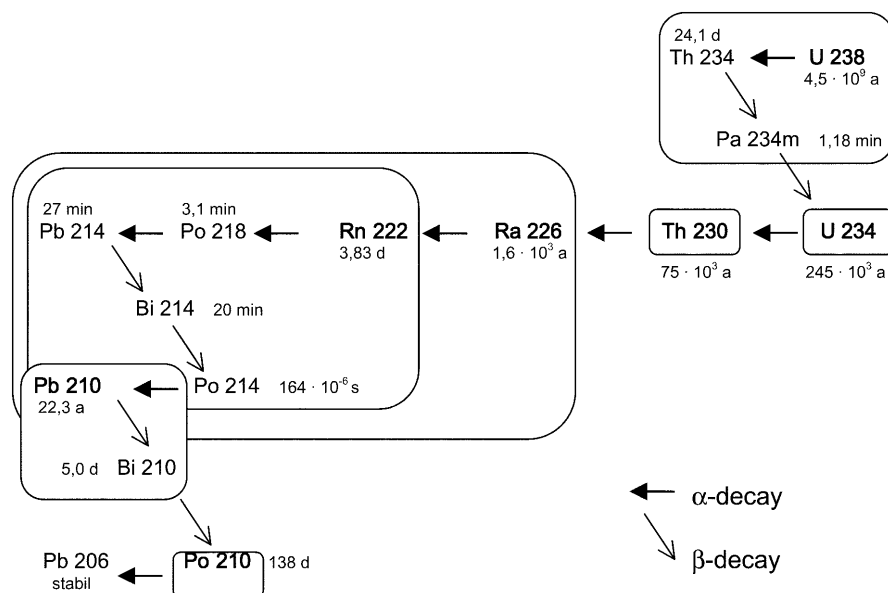 24,1 d
Th 234
U 238
4,5 · 10⁹ a
Pa 234m
1,18 min
27 min
3,1 min
Pb 214
Po 218
Rn 222
Ra 226
Th 230
U 234
3,83 d
1,6 · 10³ a
75 · 10³ a
245 · 10³ a
Bi 214
20 min
Pb 210
Po 214
164 · 10⁻⁶ s
22,3 a
5,0 d
Bi 210
α-decay
β-decay
Pb 206
Po 210
138 d
stabil